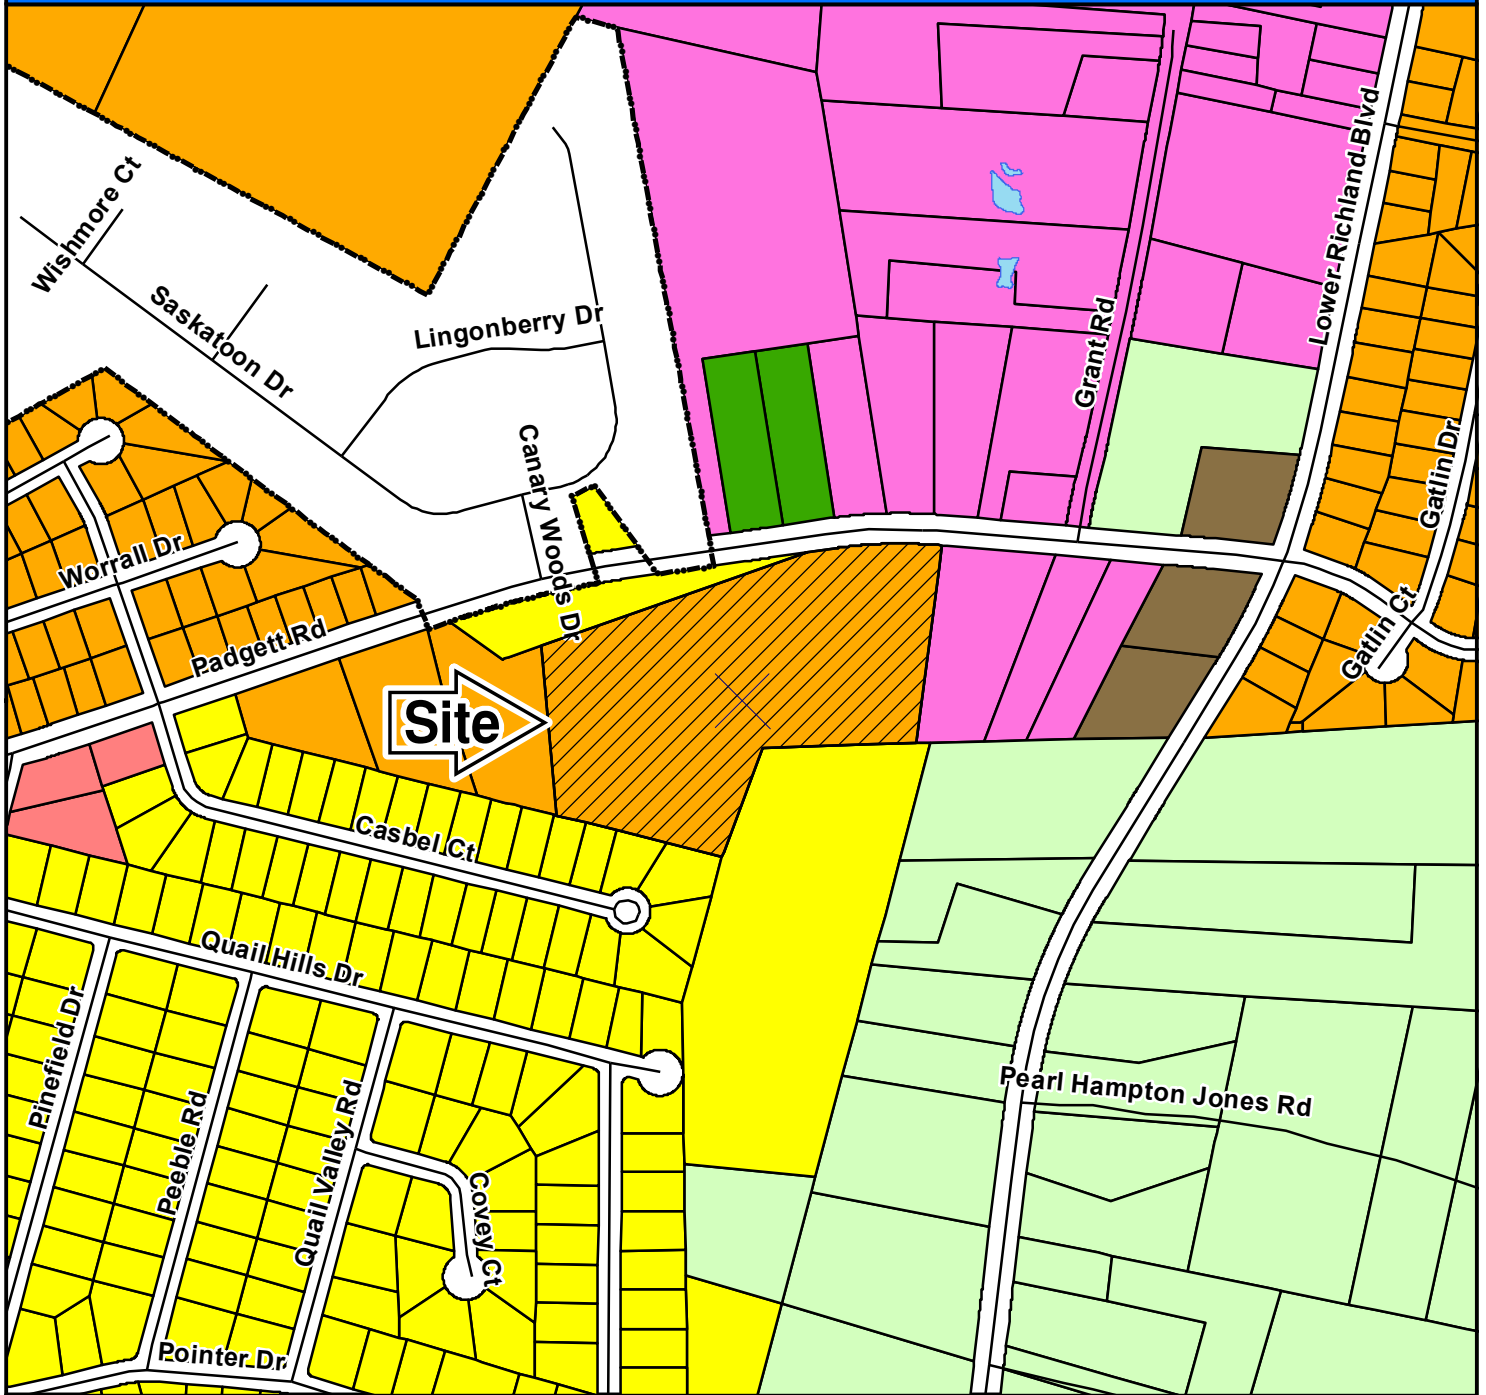 Lower Richland Blvd
Wishmore Ct
Saskatoon Dr
Lingonberry Dr
Grant Rd
Canary Woods Dr
Gatlin Dr
Worrall Dr
Gatlin Ct
Padgett Rd
Site
Casbel Ct
Quail Hills Dr
Pinefield Dr
Peeble Rd
Quail Valley Rd
Pearl Hampton Jones Rd
Covey Ct
Pointer Dr